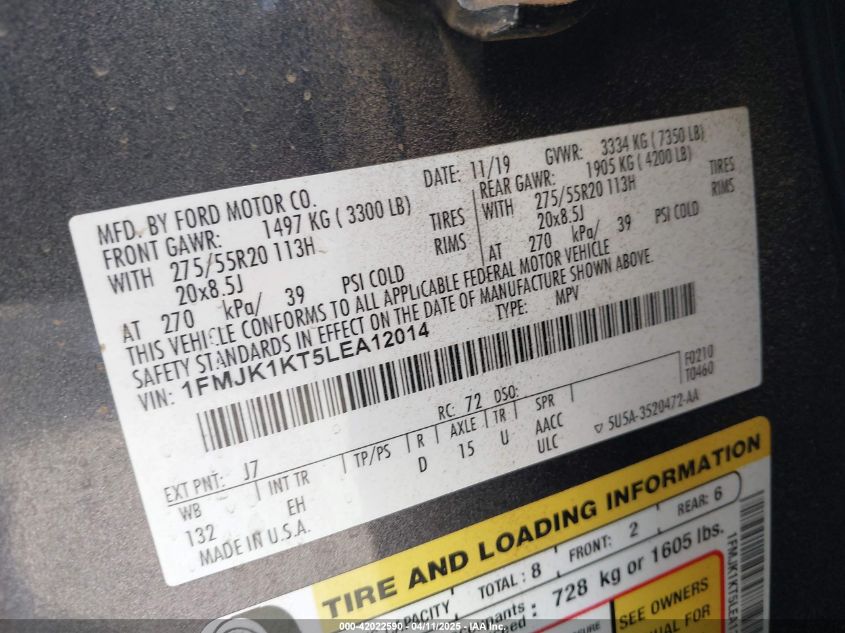 MFD. BY FORD MOTOR CO.
DATE: 11/19 GVWR: 3334 KG ( 7350 LB)
FRONT GAWR: 1497 KG ( 3300 LB)
REAR GAWR: 1905 KG ( 4200 LB)
WITH 275/55R20 113H TIRES
WITH 275/55R20 113H TIRES
20x8.5J RIMS
20x8.5J RIMS
AT 270 kPa/ 39 PSI COLD
AT 270 kPa/ 39 PSI COLD
THIS VEHICLE CONFORMS TO ALL APPLICABLE FEDERAL MOTOR VEHICLE
SAFETY STANDARDS IN EFFECT ON THE DATE OF MANUFACTURE SHOWN ABOVE.
VIN: 1FMJK1KT5LEA12014
TYPE: MPV
F0210
T0460
RC: 72 DSO:
EXT PNT: J7
WB INT TR TP/PS R AXLE TR SPR
132 EH D 15 U AACC
ULC
5U5A-3520472-AA
MADE IN U.S.A.
TIRE AND LOADING INFORMATION
TOTAL: 8 FRONT: 2 REAR: 6
728 kg or 1605 lbs.
SEE OWNERS
MANUAL FOR
000-42022590 - 04/11/2025 - IAA, Inc.